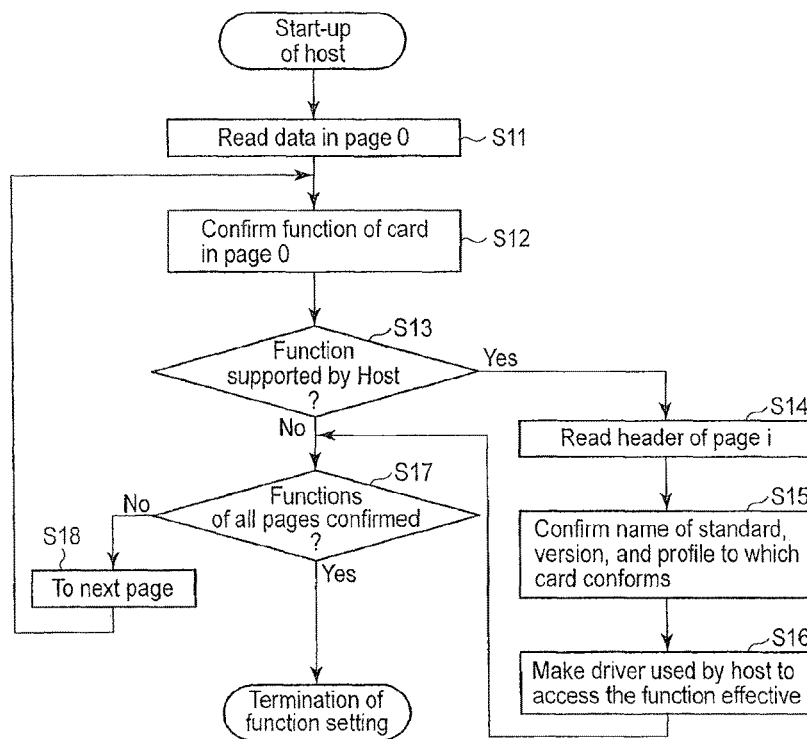 Start-up
of host
Read data in page 0
S11
Confirm function of card
in page 0
S12
S13
Function
supported by Host
?
Yes
No
S14
Read header of page i
S15
Confirm name of standard,
version, and profile to which
card conforms
S16
Make driver used by host to
access the function effective
S17
Functions
of all pages confirmed
?
No
Yes
S18
To next page
Termination of
function setting